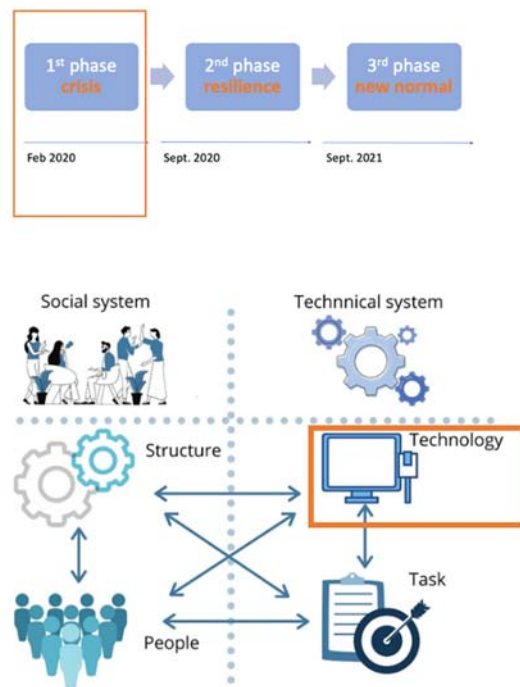 1st phase
crisis
2nd phase
resilience
3rd phase
new normal
Feb 2020
Sept. 2020
Sept. 2021
Social system
Technnical system
Structure
Technology
People
Task